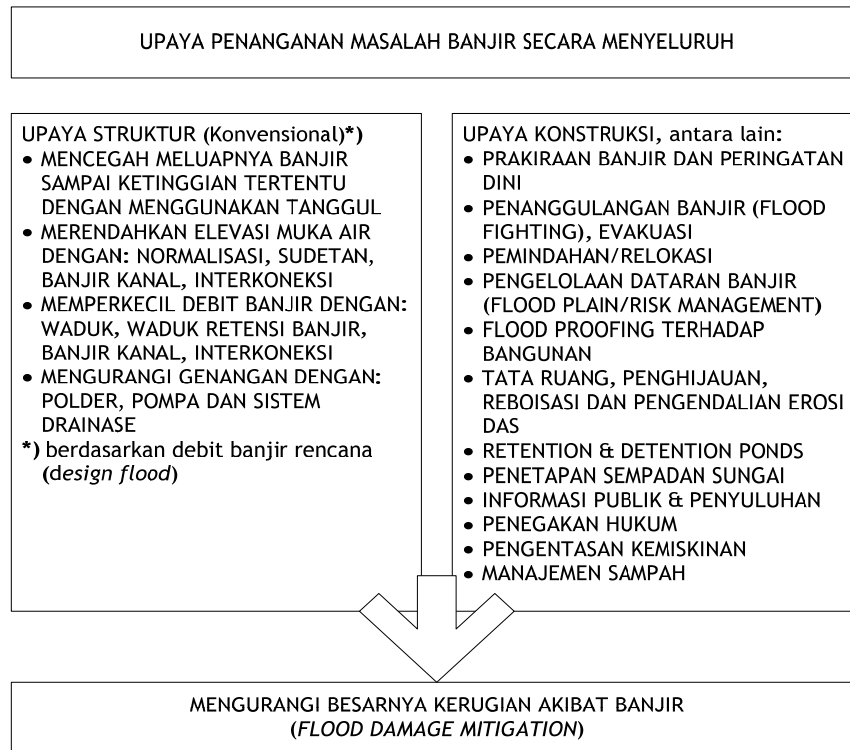 UPAYA PENANGANAN MASALAH BANJIR SECARA MENYELURUH
UPAYA STRUKTUR (Konvensional)*)
• MENCEGAH MELUAPNYA BANJIR
SAMPAI KETINGGIAN TERTENTU
DENGAN MENGGUNAKAN TANGGUL
• MERENDAHKAN ELEVASI MUKA AIR
DENGAN: NORMALISASI, SUDETAN,
BANJIR KANAL, INTERKONEKSI
• MEMPERKECIL DEBIT BANJIR DENGAN:
WADUK, WADUK RETENSI BANJIR,
BANJIR KANAL, INTERKONEKSI
• MENGURANGI GENANGAN DENGAN:
POLDER, POMPA DAN SISTEM
DRAINASE
*) berdasarkan debit banjir rencana
(design flood)
UPAYA KONSTRUKSI, antara lain:
• PRAKIRAAN BANJIR DAN PERINGATAN
DINI
• PENANGGULANGAN BANJIR (FLOOD
FIGHTING), EVAKUASI
• PEMINDAHAN/RELOKASI
• PENGELOLAAN DATARAN BANJIR
(FLOOD PLAIN/RISK MANAGEMENT)
• FLOOD PROOFING TERHADAP
BANGUNAN
• TATA RUANG, PENGHIJAUAN,
REBOISASI DAN PENGENDALIAN EROSI
DAS
• RETENTION & DETENTION PONDS
• PENETAPAN SEMPADAN SUNGAI
• INFORMASI PUBLIK & PENYULUHAN
• PENEGAKAN HUKUM
• PENGENTASAN KEMISKINAN
• MANAJEMEN SAMPAH
MENGURANGI BESARNYA KERUGIAN AKIBAT BANJIR
(FLOOD DAMAGE MITIGATION)